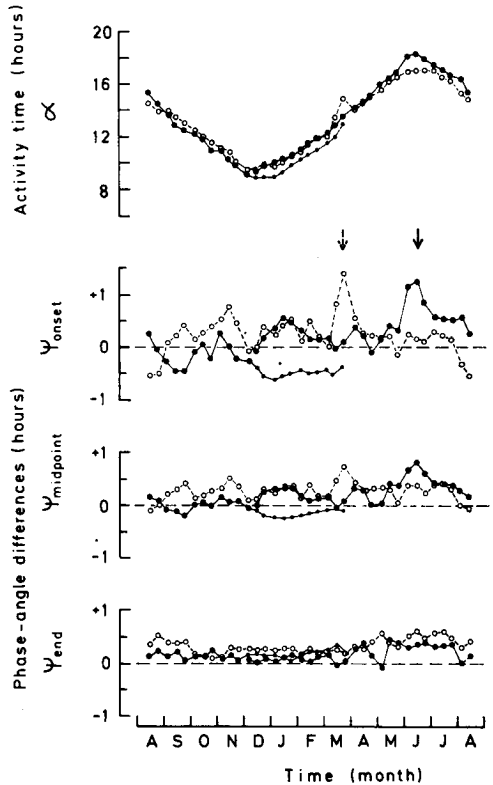 Activity time (hours)
α
20
16
12
8
Phase-angle differences (hours)
Ψonset
+1
0
-1
Ψmidpoint
+1
0
-1
Ψend
+1
0
-1
A S O N D J F M A M J J A
Time (month)